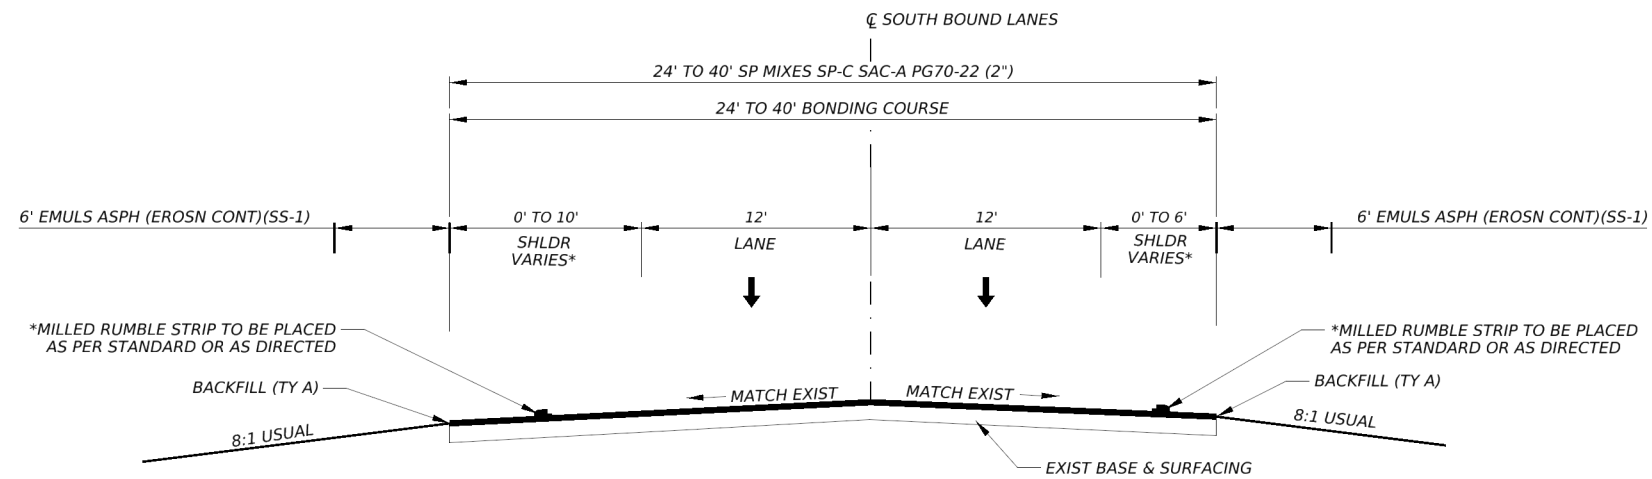 ℄ SOUTH BOUND LANES
24' TO 40' SP MIXES SP-C SAC-A PG70-22 (2")
24' TO 40' BONDING COURSE
6' EMULS ASPH (EROSN CONT)(SS-1)
0' TO 10'
12'
12'
0' TO 6'
6' EMULS ASPH (EROSN CONT)(SS-1)
SHLDR
VARIES*
LANE
LANE
SHLDR
VARIES*
*MILLED RUMBLE STRIP TO BE PLACED
AS PER STANDARD OR AS DIRECTED
*MILLED RUMBLE STRIP TO BE PLACED
AS PER STANDARD OR AS DIRECTED
BACKFILL (TY A)
MATCH EXIST
MATCH EXIST
BACKFILL (TY A)
8:1 USUAL
8:1 USUAL
EXIST BASE & SURFACING